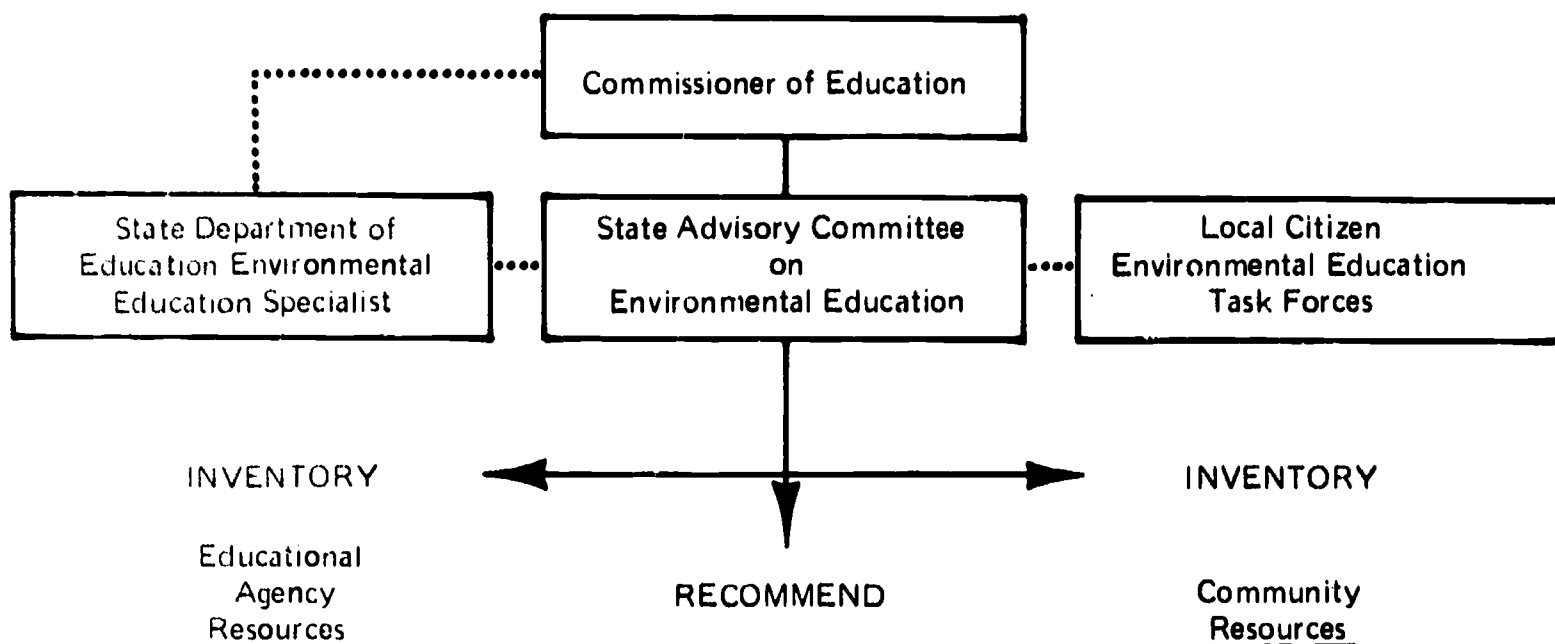 Commissioner of Education
State Department of
Education Environmental
Education Specialist
State Advisory Committee
on
Environmental Education
Local Citizen
Environmental Education
Task Forces
INVENTORY
Educational
Agency
Resources
RECOMMEND
INVENTORY
Community
Resources